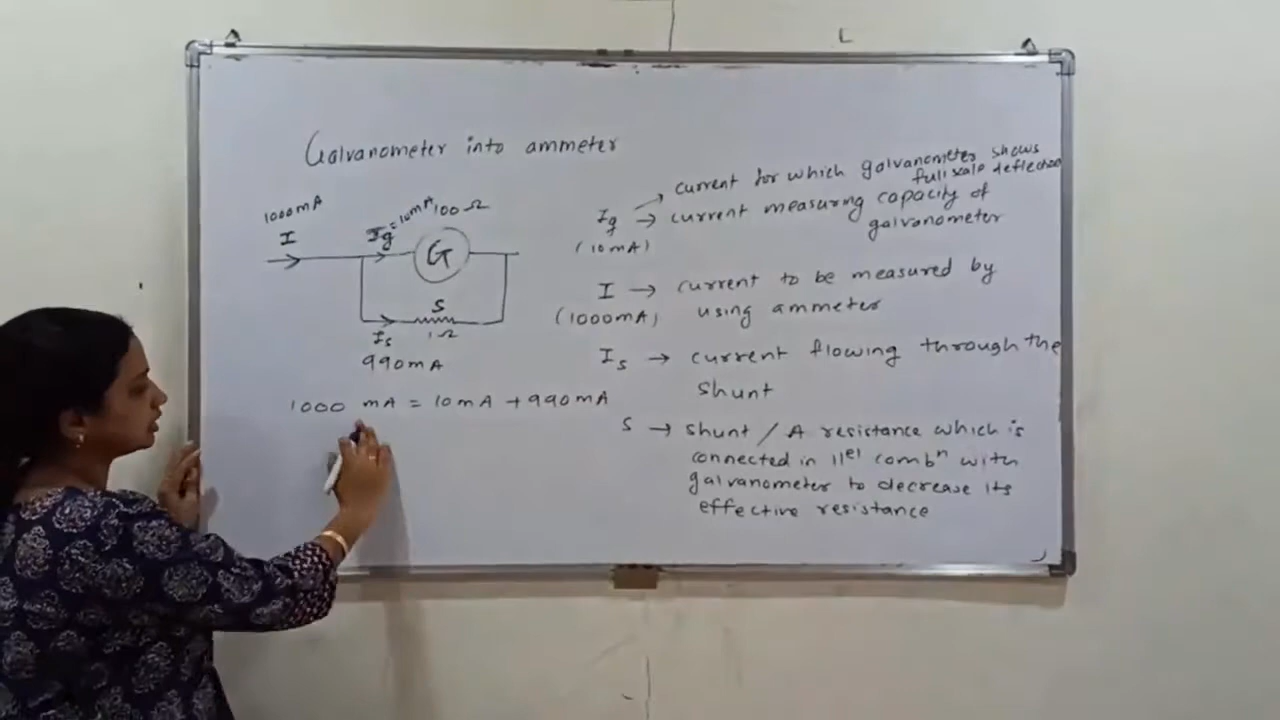 Galvanometer into ammeter
1000mA
I
Ig=10mA
100Ω
G
S
Is
1Ω
990mA
1000 mA = 10mA + 990mA
current for which galvanometer shows
full scale deflection
Ig → current measuring capacity of
galvanometer
(10mA)
I → current to be measured by
(1000mA) using ammeter
Is → current flowing through the
shunt
S → shunt / A resistance which is
connected in 11el combn with
galvanometer to decrease its
effective resistance